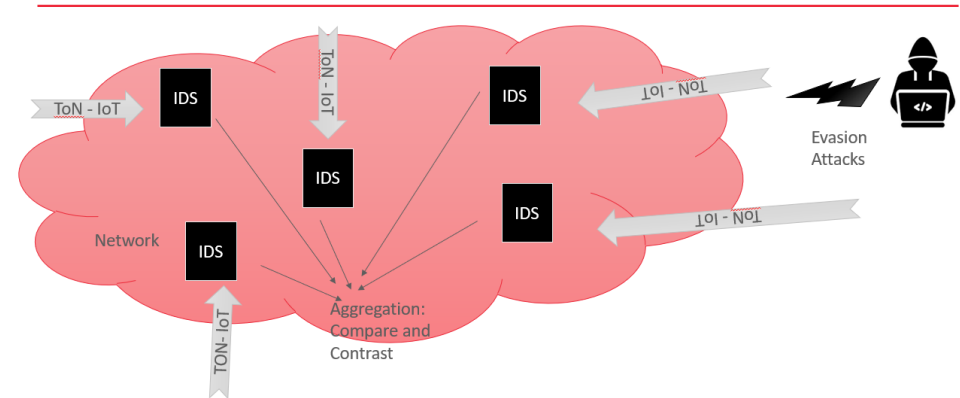 ToN - IoT
IDS
ToN - IoT
IDS
IDS
ToN - IoT
</>
Evasion
Attacks
IDS
ToN - IoT
Network
IDS
TON- IoT
Aggregation:
Compare and
Contrast